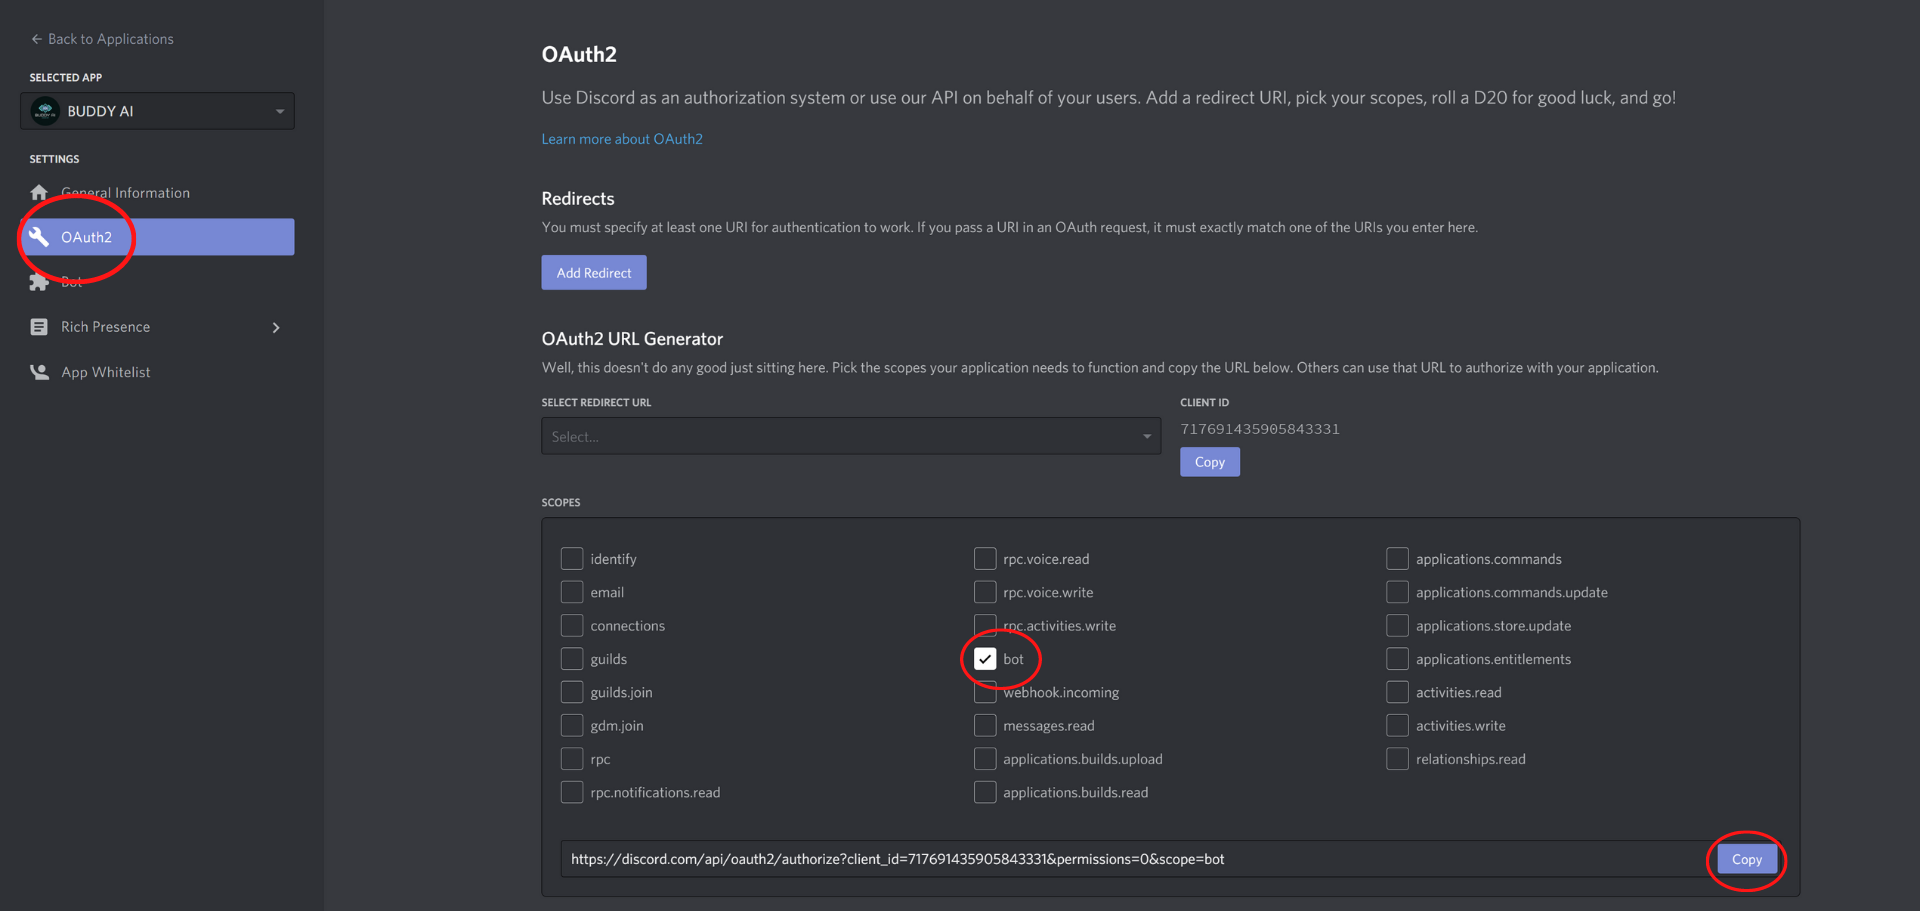 Back to Applications
SELECTED APP
BUDDY AI
SETTINGS
General Information
OAuth2
Bot
Rich Presence
App Whitelist
OAuth2
Use Discord as an authorization system or use our API on behalf of your users. Add a redirect URI, pick your scopes, roll a D20 for good luck, and go!
Learn more about OAuth2
Redirects
You must specify at least one URI for authentication to work. If you pass a URI in an OAuth request, it must exactly match one of the URIs you enter here.
Add Redirect
OAuth2 URL Generator
Well, this doesn't do any good just sitting here. Pick the scopes your application needs to function and copy the URL below. Others can use that URL to authorize with your application.
SELECT REDIRECT URL
Select...
CLIENT ID
717691435905843331
Copy
SCOPES
identify
email
connections
guilds
guilds.join
gdm.join
rpc
rpc.notifications.read
rpc.voice.read
rpc.voice.write
rpc.activities.write
bot
webhook.incoming
messages.read
applications.builds.upload
applications.builds.read
applications.commands
applications.commands.update
applications.store.update
applications.entitlements
activities.read
activities.write
relationships.read
https://discord.com/api/oauth2/authorize?client_id=717691435905843331&permissions=0&scope=bot
Copy